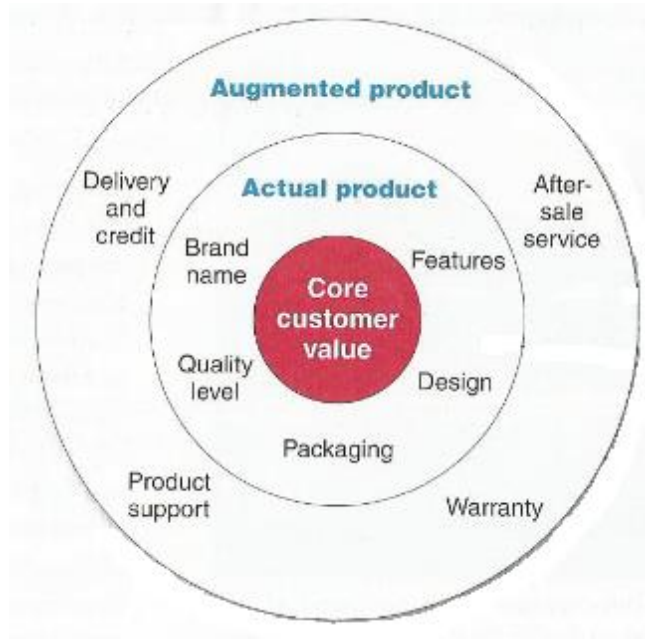 Augmented product
Delivery
and
credit
After-
sale
service
Actual product
Brand
name
Features
Core
customer
value
Quality
level
Design
Packaging
Product
support
Warranty